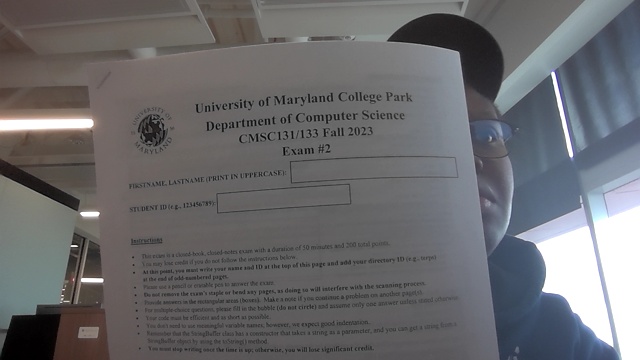 UNIVERSITY OF MARYLAND
University of Maryland College Park
Department of Computer Science
CMSC131/133 Fall 2023
Exam #2
FIRSTNAME, LASTNAME (PRINT IN UPPERCASE):
STUDENT ID (e.g., 123456789):
Instructions
This exam is a closed-book, closed-notes exam with a duration of 50 minutes and 200 total points.
You may lose credit if you do not follow the instructions below.
At this point, you must write your name and ID at the top of this page and add your directory ID (e.g., terps)
at the end of odd-numbered pages.
Please use a pencil to answer the exam.
Do not remove the exam's staple or bend any pages, as doing so will interfere with the scanning process.
Provide answers in the rectangular areas (boxes). Make a note if you continue a problem on another page(s).
For multiple-choice questions, please fill in the bubble (do not circle) and assume only one answer unless stated otherwise.
Your code must be efficient and as short as possible.
You don't need to use meaningful variable names; however, we expect good indentation.
Remember that the StringBuffer class has a constructor that takes a string as a parameter, and you can get a string from a
StringBuffer object by using the toString() method.
You must stop writing once the time is up; otherwise, you will lose significant credit.